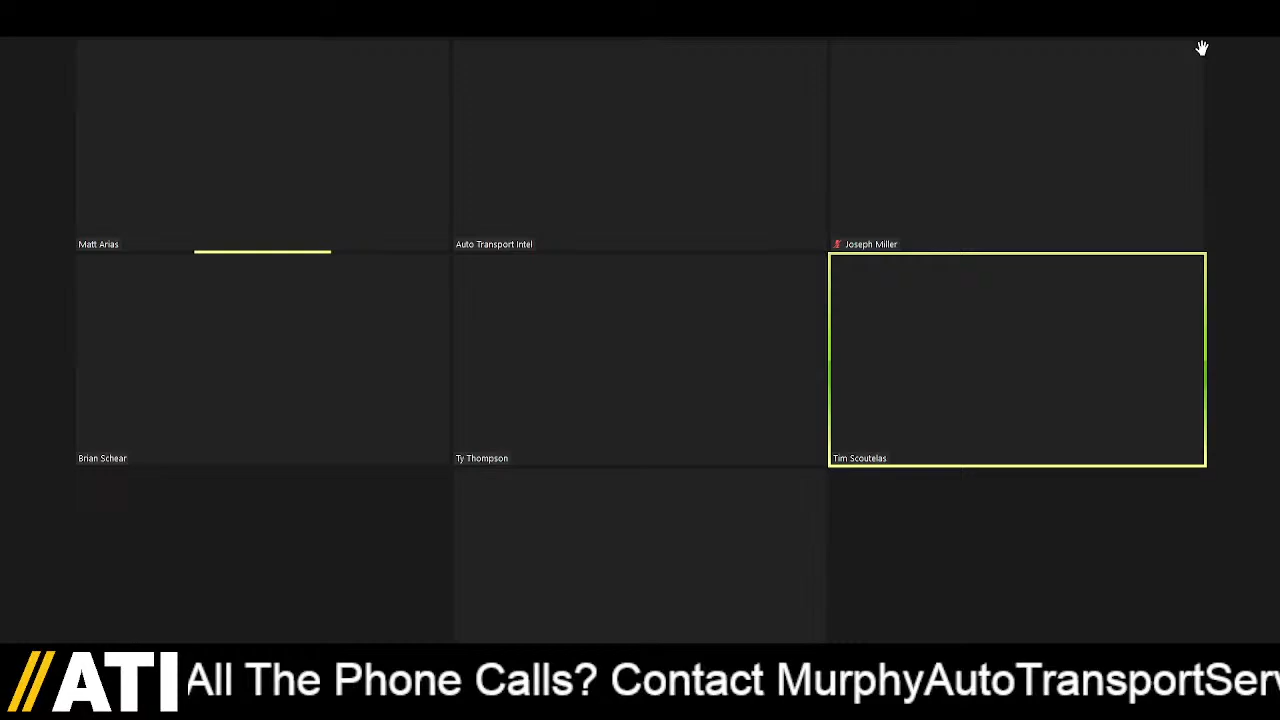 Matt Arias
Auto Transport Intel
Joseph Miller
Brian Schear
Ty Thompson
Tim Scoutelas
//ATI
All The Phone Calls? Contact MurphyAutoTransportServ